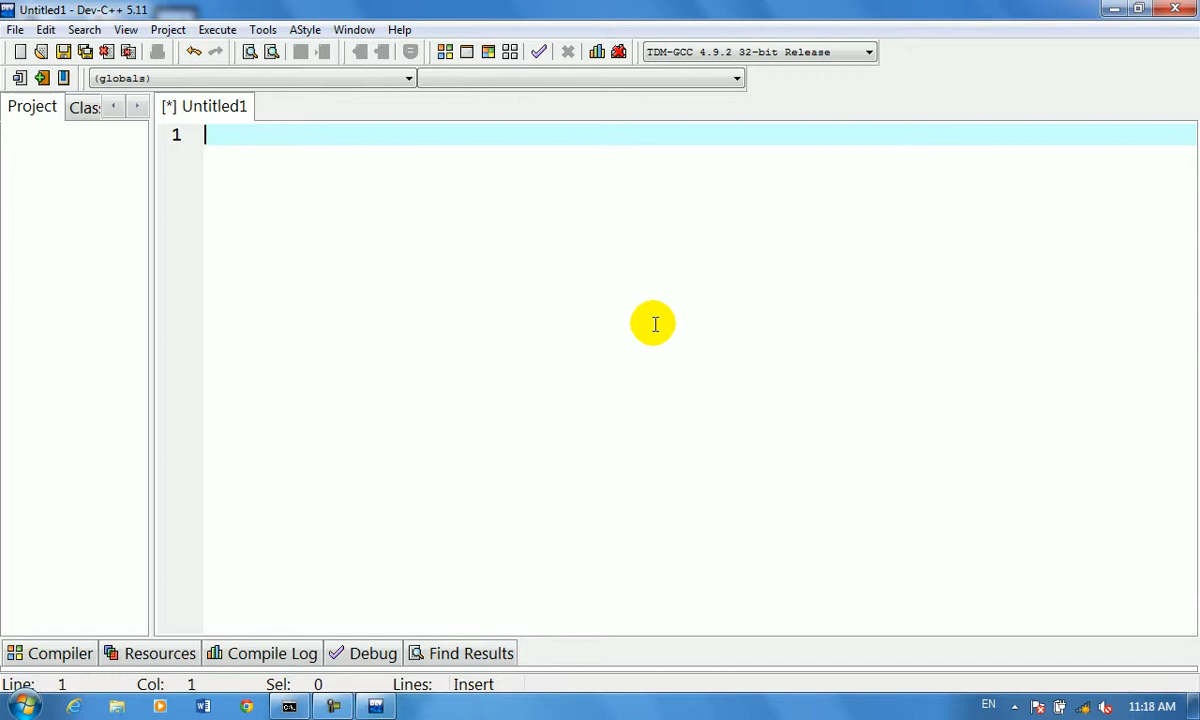 Untitled1 - Dev-C++ 5.11
File Edit Search View Project Execute Tools AStyle Window Help
TDM-GCC 4.9.2 32-bit Release
(globals)
Project Clas [*] Untitled1
1
Compiler Resources Compile Log Debug Find Results
Line: 1 Col: 1 Sel: 0 Lines: Insert
EN 11:18 AM